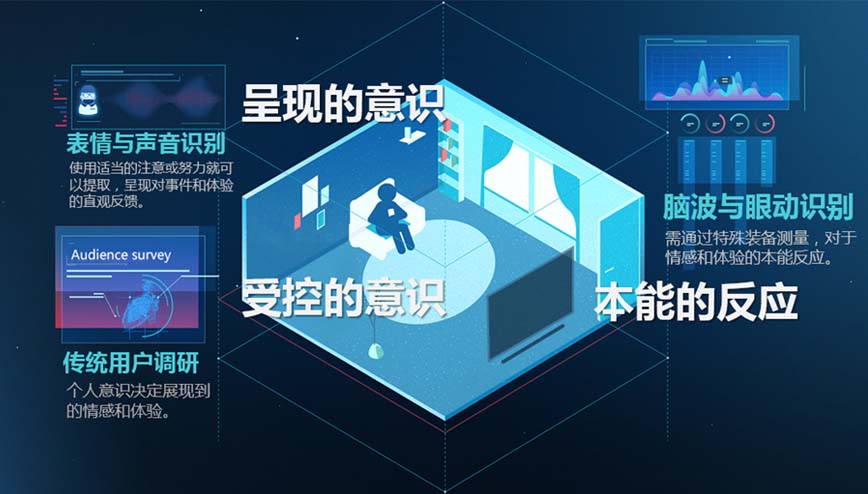 呈现的意识
表情与声音识别
使用适当的注意或努力就可
以提取，呈现对事件和体验
的直观反馈。
Audience survey
受控的意识
传统用户调研
个人意识决定展现到
的情感和体验。
脑波与眼动识别
需通过特殊装备测量，对于
情感和体验的本能反应。
本能的反应